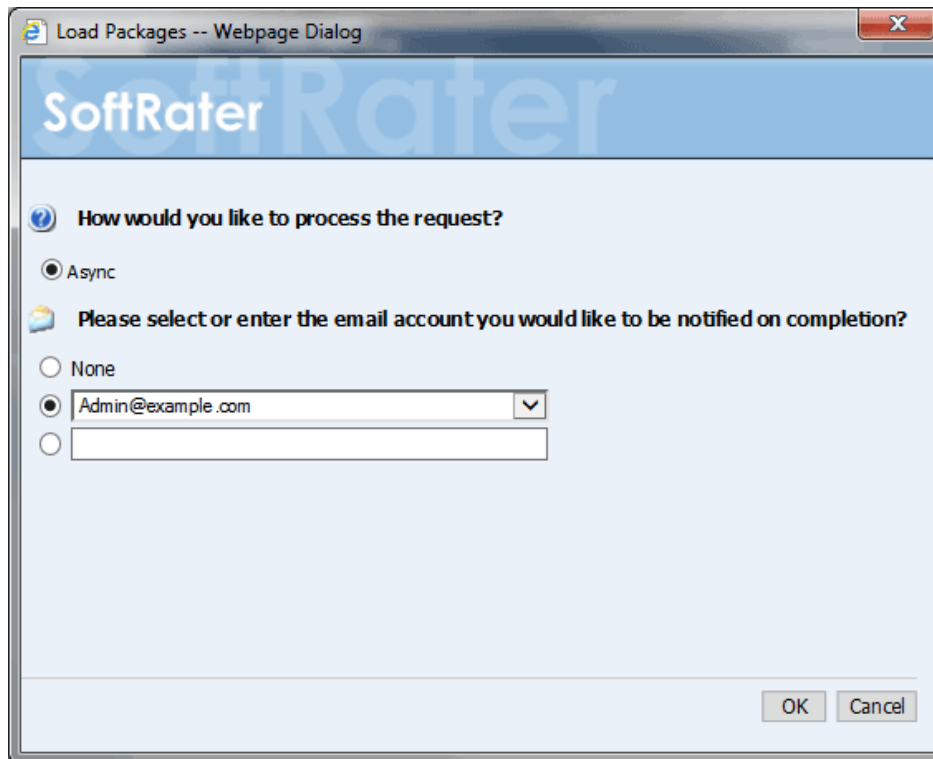 Load Packages -- Webpage Dialog
X
SoftRater
SoftRater
How would you like to process the request?
Async
Please select or enter the email account you would like to be notified on completion?
None
Admin@example.com
OK Cancel